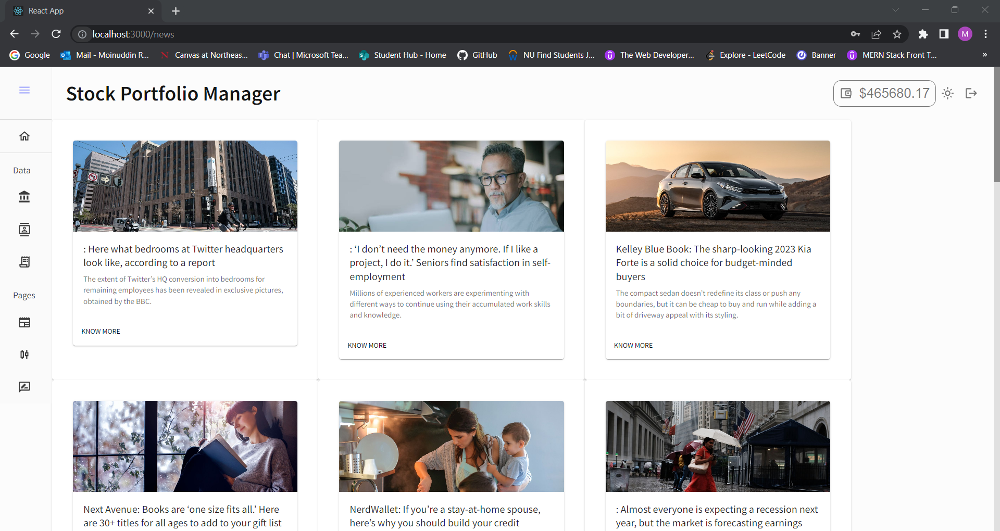 React App
localhost:3000/news
M
Google
Mail - Moinuddin R...
Canvas at Northeas...
Chat | Microsoft Tea...
Student Hub - Home
GitHub
NU Find Students J...
The Web Developer...
Explore - LeetCode
Banner
MERN Stack Front T...
»
Stock Portfolio Manager
$465680.17
Data
Pages
: Here what bedrooms at Twitter headquarters
look like, according to a report
The extent of Twitter’s HQ conversion into bedrooms for
remaining employees has been revealed in exclusive pictures,
obtained by the BBC.
KNOW MORE
: ‘I don’t need the money anymore. If I like a
project, I do it.’ Seniors find satisfaction in self-
employment
Millions of experienced workers are experimenting with
different ways to continue using their accumulated work skills
and knowledge.
KNOW MORE
Kelley Blue Book: The sharp-looking 2023 Kia
Forte is a solid choice for budget-minded
buyers
The compact sedan doesn’t redefine its class or push any
boundaries, but it can be cheap to buy and run while adding a
bit of driveway appeal with its styling.
KNOW MORE
Next Avenue: Books are ‘one size fits all.’ Here
are 30+ titles for all ages to add to your gift list
NerdWallet: If you’re a stay-at-home spouse,
here’s why you should build your credit
: Almost everyone is expecting a recession next
year, but the market is forecasting earnings